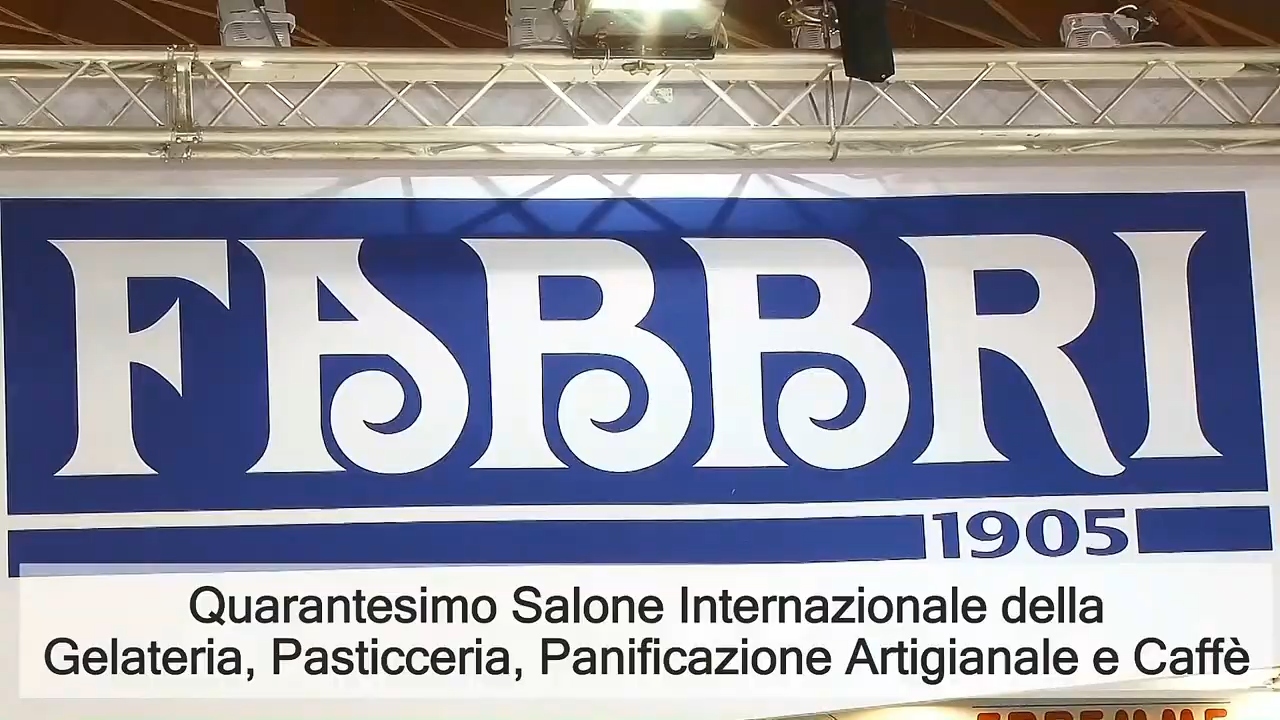 FABBRI
1905
Quarantesimo Salone Internazionale della
Gelateria, Pasticceria, Panificazione Artigianale e Caffè